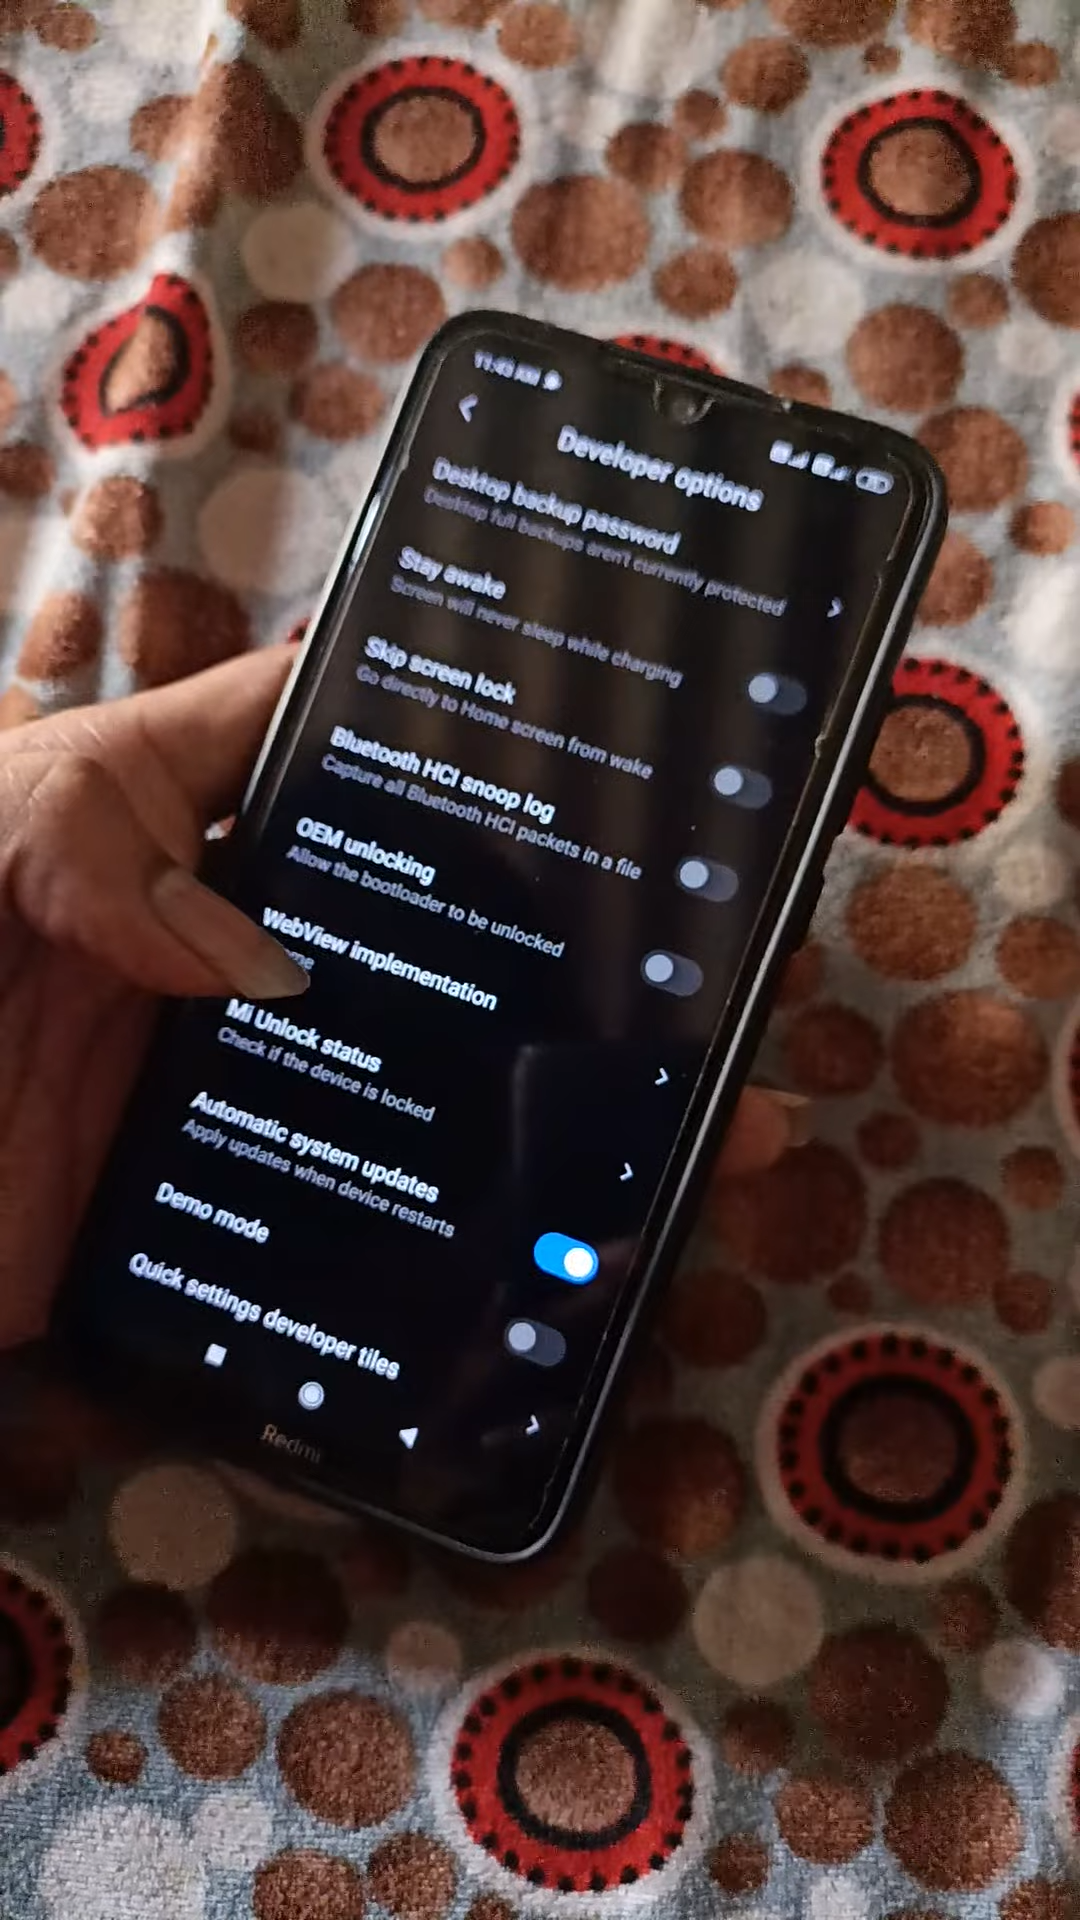 11:43 AM
Developer options
Desktop backup password
Desktop full backups aren't currently protected
Stay awake
Screen will never sleep while charging
Skip screen lock
Go directly to Home screen from wake
Bluetooth HCI snoop log
Capture all Bluetooth HCI packets in a file
OEM unlocking
Allow the bootloader to be unlocked
WebView implementation
Mi Unlock status
Check if the device is locked
Automatic system updates
Apply updates when device restarts
Demo mode
Quick settings developer tiles
Redmi